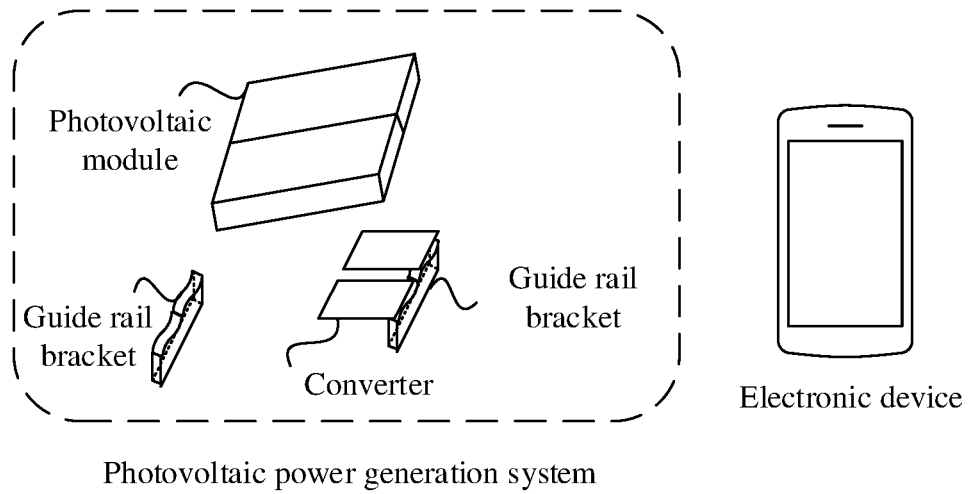 Photovoltaic
module
Guide rail
bracket
Converter
Guide rail
bracket
Electronic device
Photovoltaic power generation system